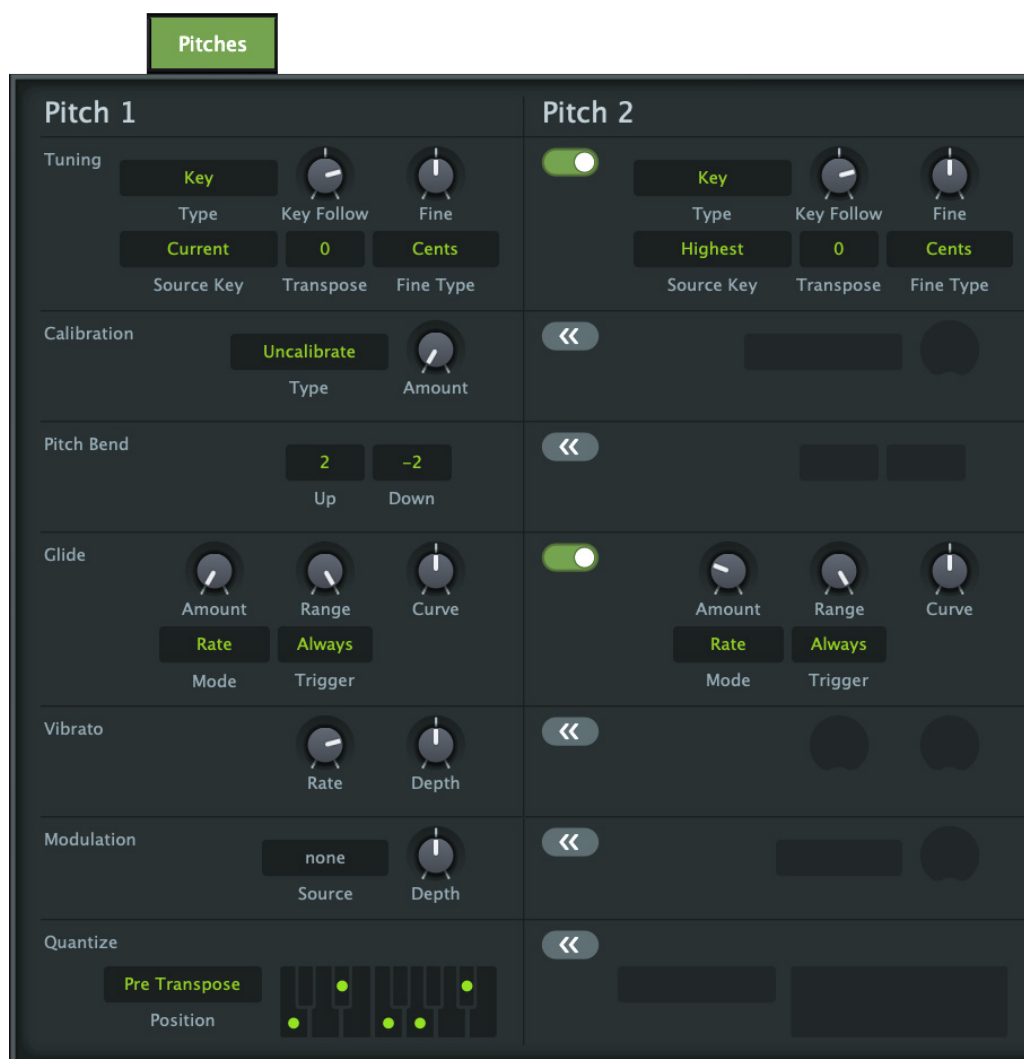 Pitches
Pitch 1 Pitch 2
Tuning
Key Key
Type Key Follow Fine Type Key Follow Fine
Current 0 Cents Highest 0 Cents
Source Key Transpose Fine Type Source Key Transpose Fine Type
Calibration
Uncalibrate
Type Amount
Pitch Bend
2 -2
Up Down
Glide
Amount Range Curve Amount Range Curve
Rate Always Rate Always
Mode Trigger Mode Trigger
Vibrato
Rate Depth
Modulation
none
Source Depth
Quantize
Pre Transpose
Position